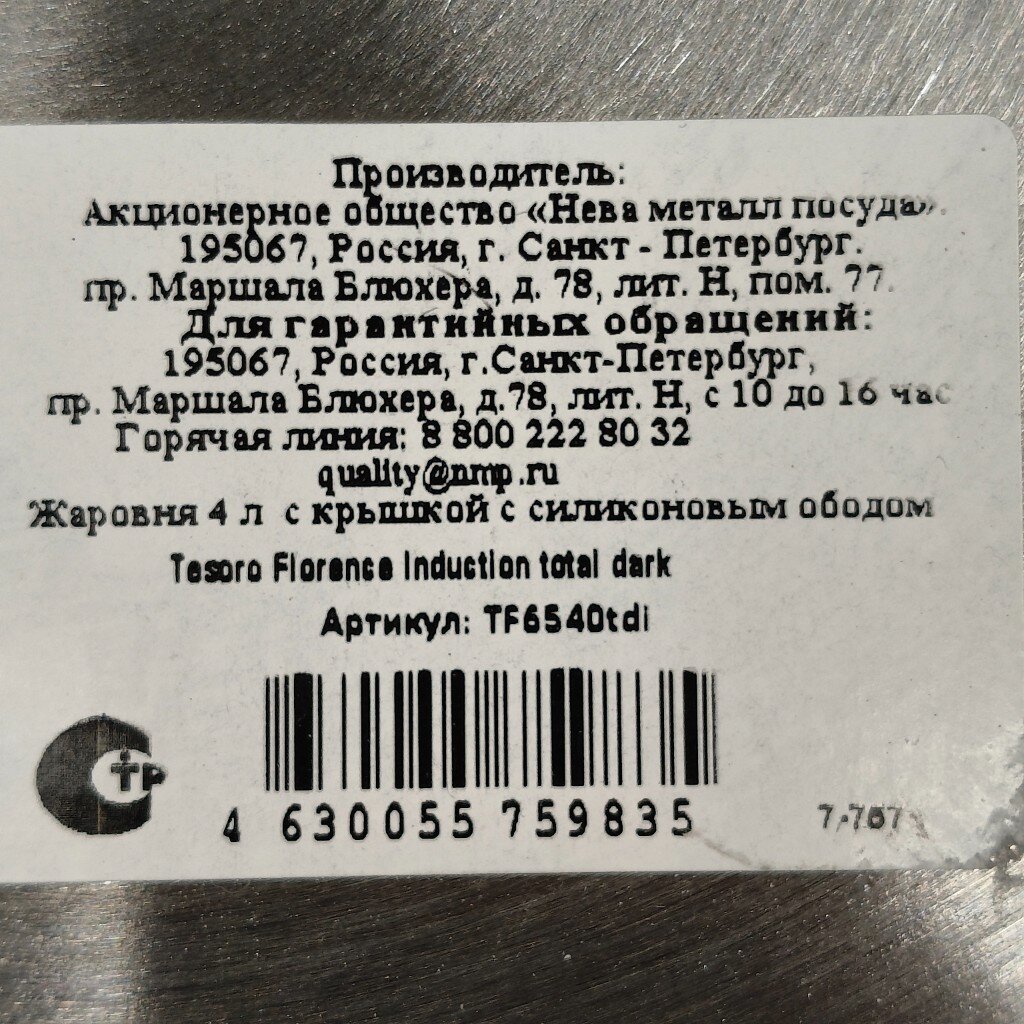 Производитель:
Акционерное общество «Нева металл посуда».
195067, Россия, г. Санкт - Петербург.
пр. Маршала Блюхера, д. 78, лит. Н, пом. 77.
Для гарантийных обращений:
195067, Россия, г.Санкт-Петербург,
пр. Маршала Блюхера, д.78, лит. Н, с 10 до 16 час
Горячая линия: 8 800 222 80 32
quality@nmp.ru
Жаровня 4 л с крышкой с силиконовым ободом
Tesoro Florence Induction total dark
Артикул: TF6540tdi
СТР
4 630055 759835